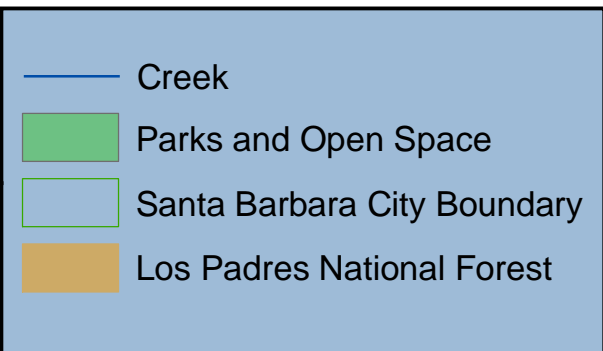 Creek
Parks and Open Space
Santa Barbara City Boundary
Los Padres National Forest